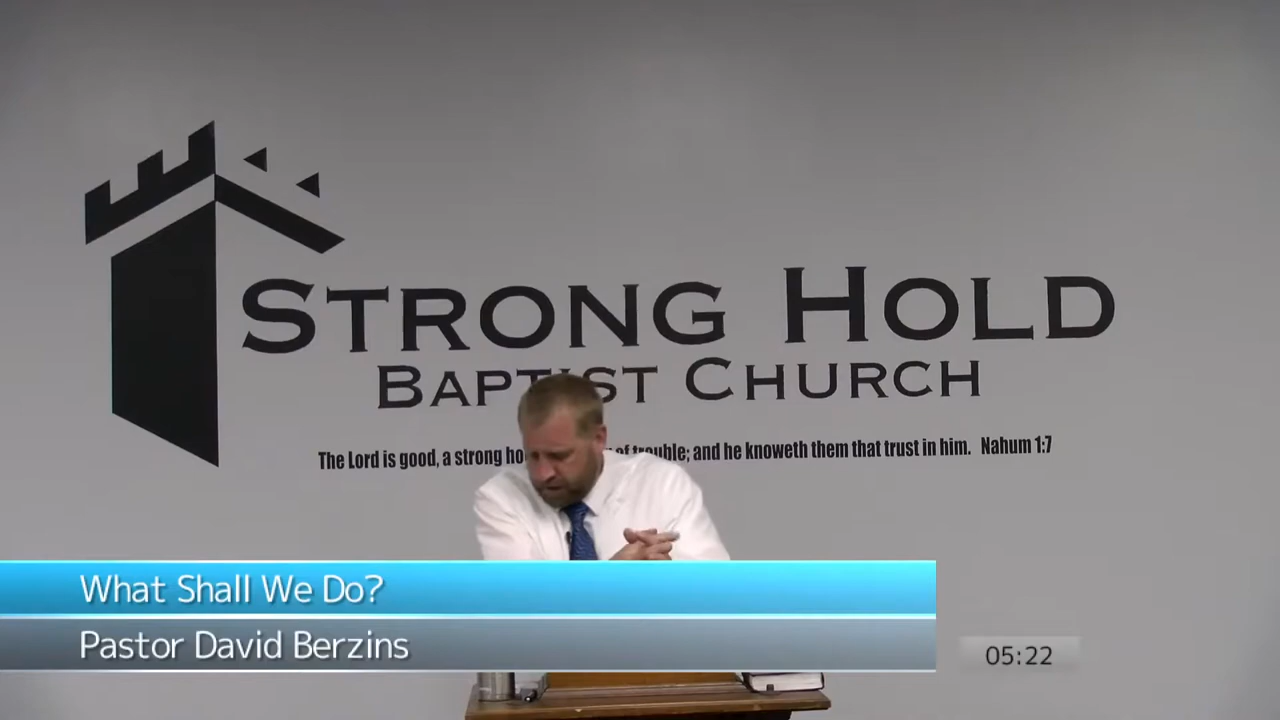 STRONG HOLD
BAPTIST CHURCH
The Lord is good, a strong ho of trouble; and he knoweth them that trust in him. Nahum 1:7
What Shall We Do?
Pastor David Berzins
05:22